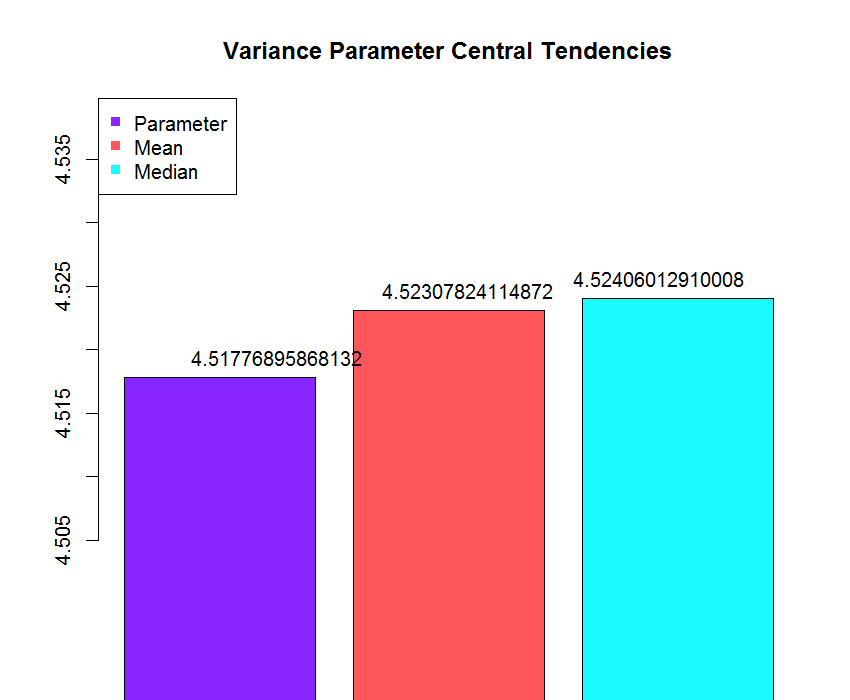 Variance Parameter Central Tendencies
Parameter
Mean
Median
4.535
4.525
4.515
4.505
4.51776895868132
4.52307824114872
4.52406012910008